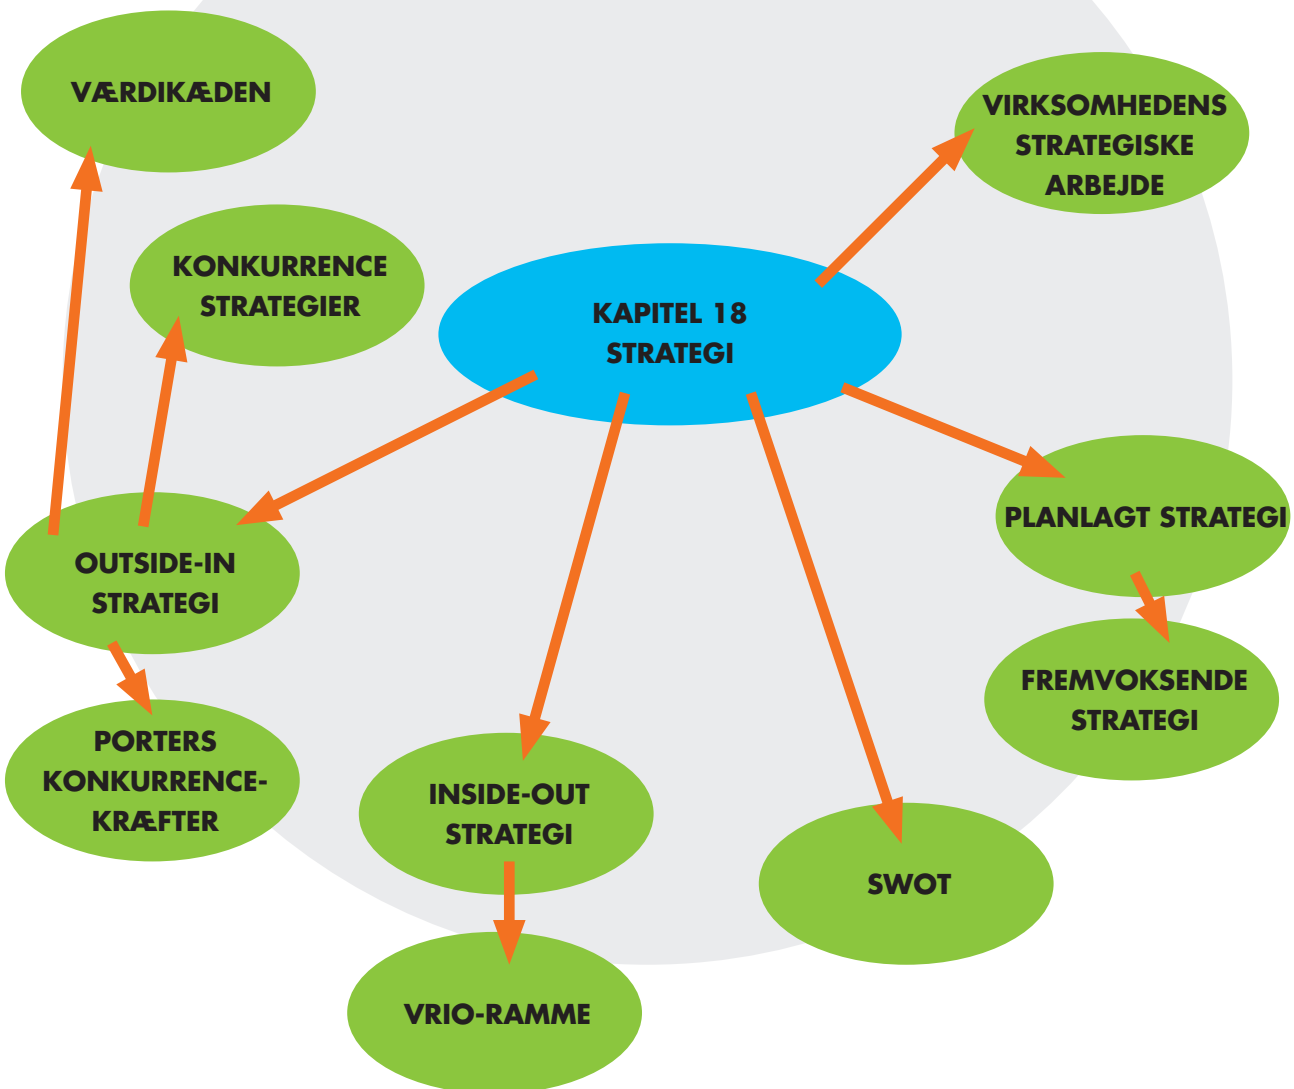 VÆRDIKÆDEN
VIRKSOMHEDENS
STRATEGISKE
ARBEJDE
KONKURRENCE
STRATEGIER
KAPITEL 18
STRATEGI
OUTSIDE-IN
STRATEGI
PLANLAGT STRATEGI
FREMVOKSENDE
STRATEGI
PORTERS
KONKURRENCE-
KRÆFTER
INSIDE-OUT
STRATEGI
SWOT
VRIO-RAMME